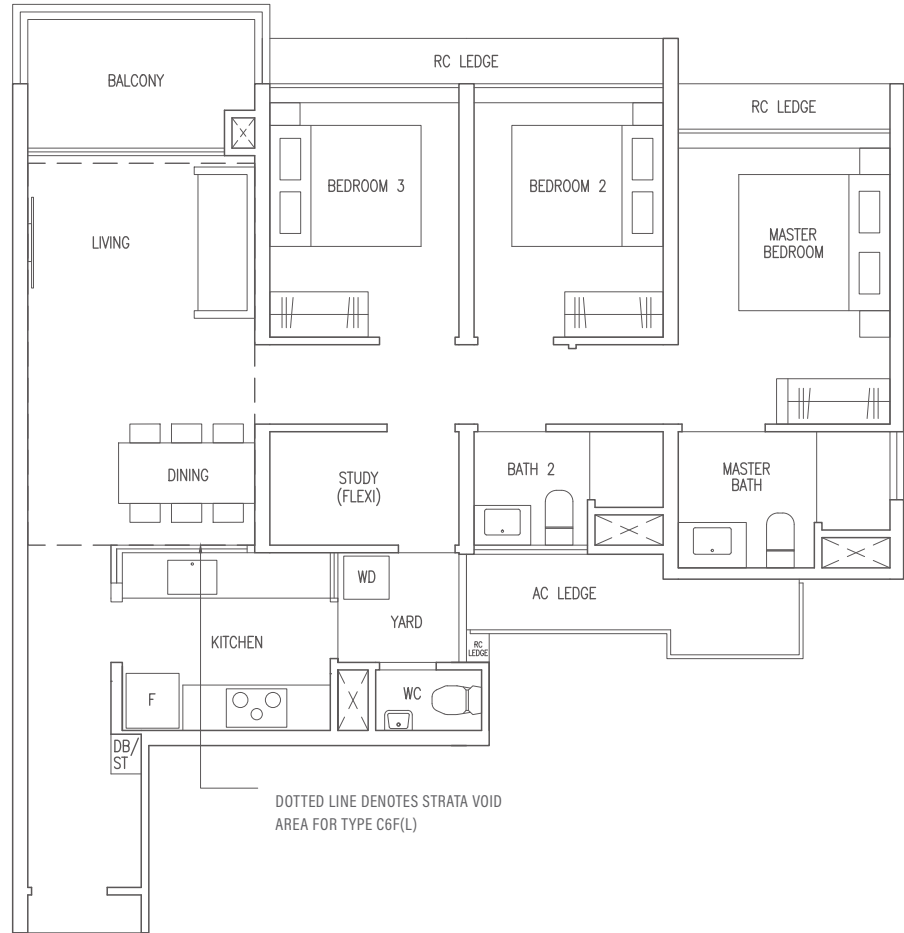 RC LEDGE
BALCONY
RC LEDGE
BEDROOM 3
BEDROOM 2
LIVING
MASTER
BEDROOM
DINING
STUDY
(FLEXI)
BATH 2
MASTER
BATH
WD
AC LEDGE
YARD
KITCHEN
RC
LEDGE
F
WC
DB/
ST
DOTTED LINE DENOTES STRATA VOID
AREA FOR TYPE C6F(L)